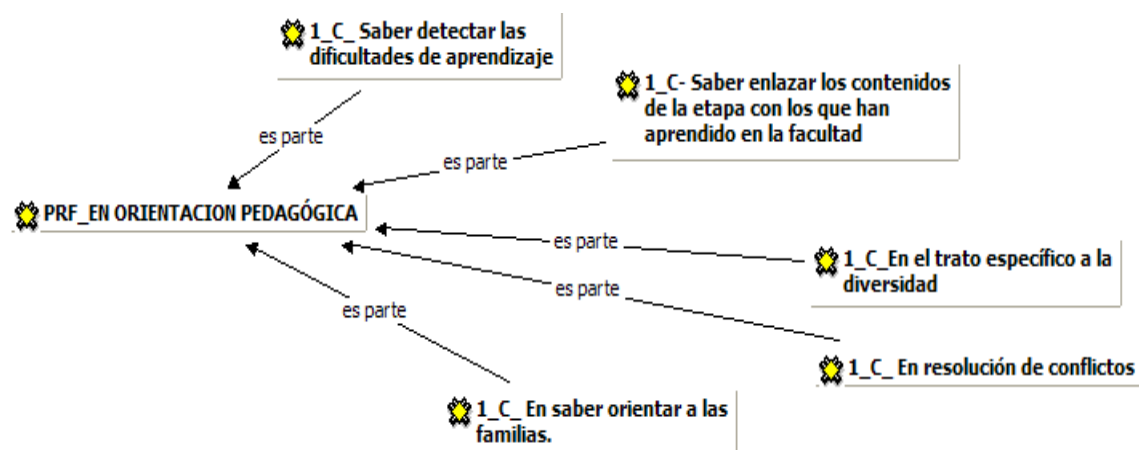 1_C_ Saber detectar las
dificultades de aprendizaje
1_C- Saber enlazar los contenidos
de la etapa con los que han
aprendido en la facultad
es parte
es parte
PRF_EN ORIENTACION PEDAGÓGICA
es parte
1_C_En el trato específico a la
diversidad
es parte
es parte
1_C_ En resolución de conflictos
1_C_ En saber orientar a las
familias.